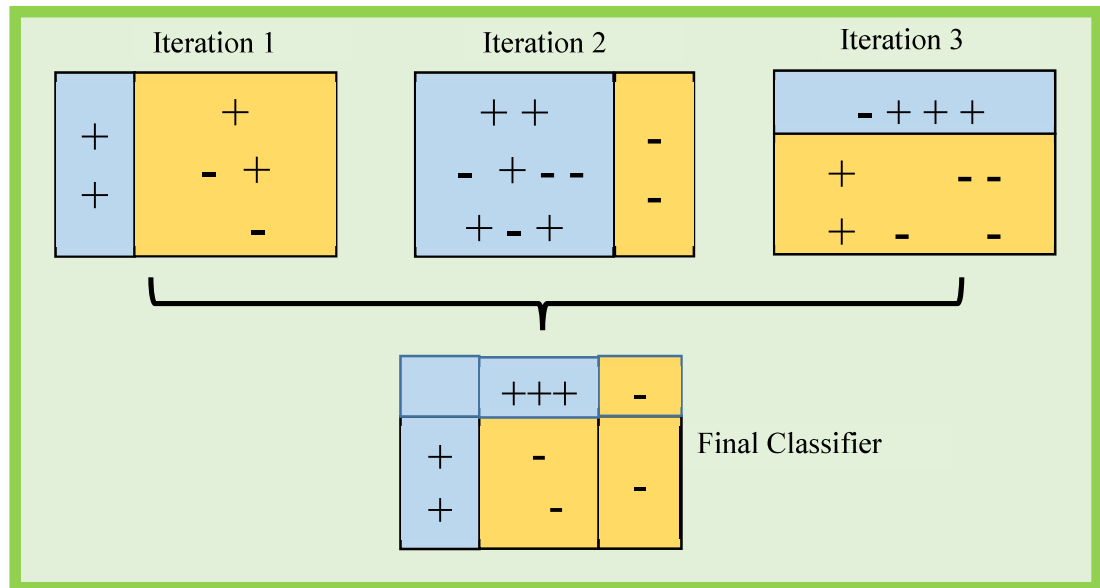 Iteration 1
Iteration 2
Iteration 3
+
+
+
- +
-
+ +
- + - -
+ - +
-
-
- + + +
+ - -
+ - -
+++ -
+ -
-
+ -
Final Classifier